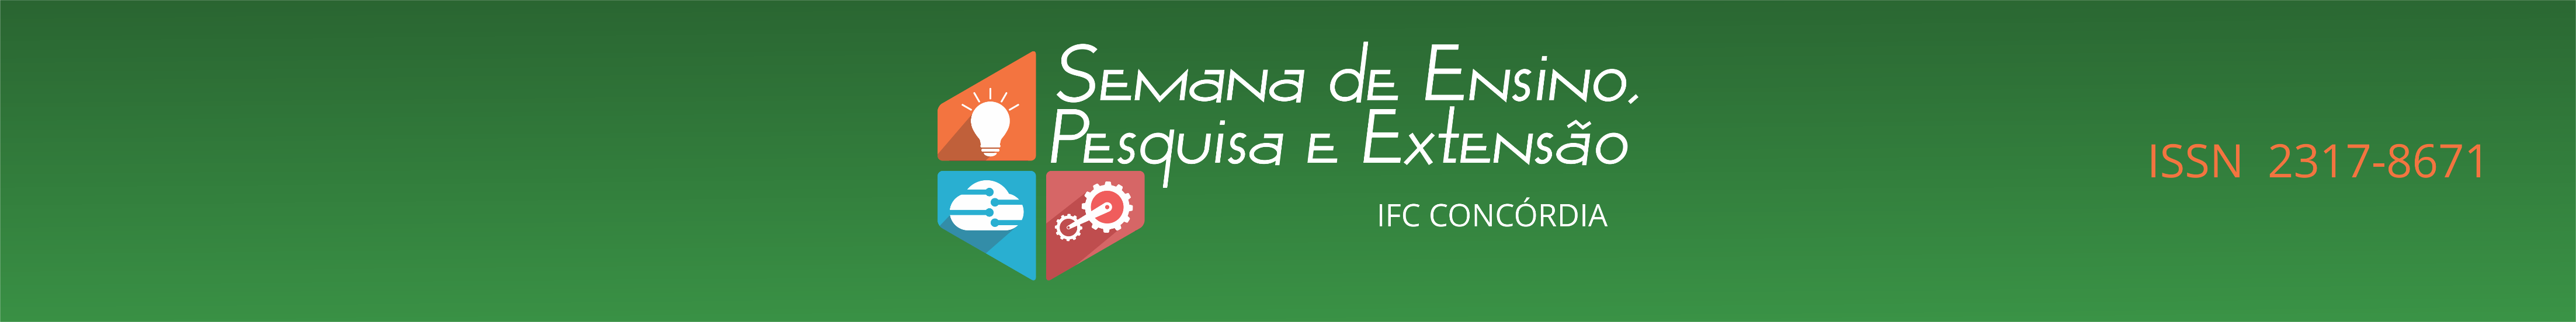 Semana de Ensino,
Pesquisa e Extensão
IFC CONCÓRDIA
ISSN 2317-8671